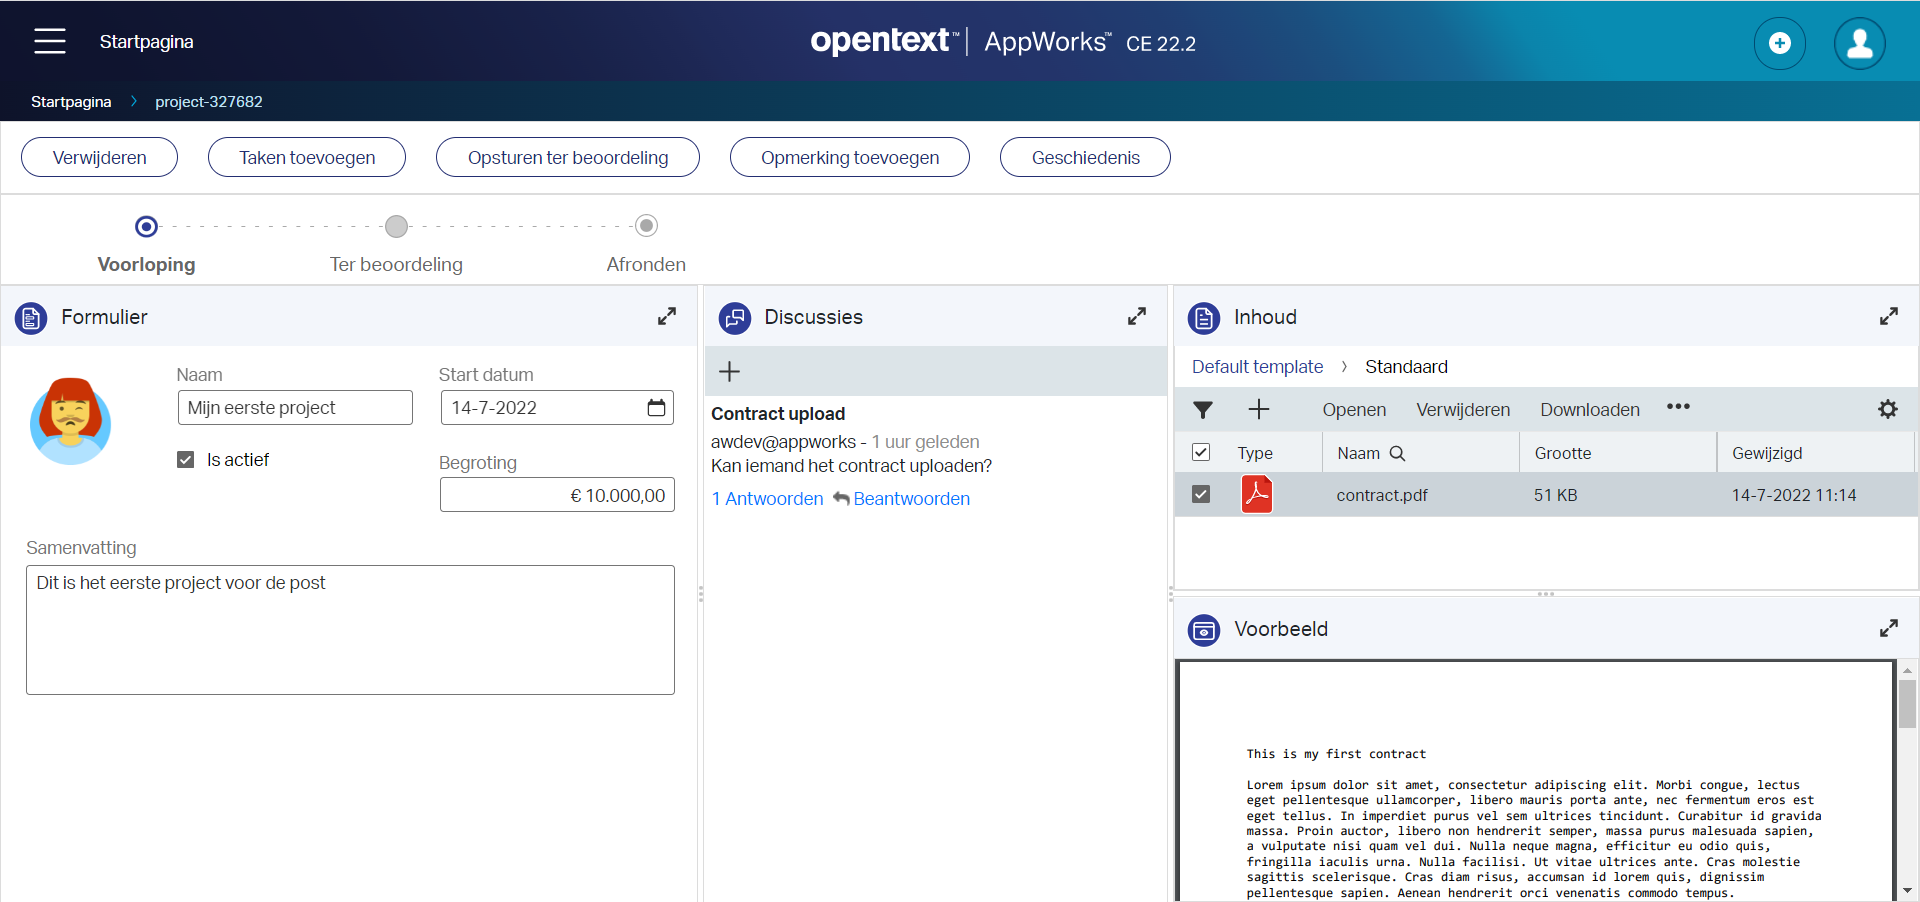 Startpagina
opentext™ | AppWorks™ CE 22.2
Startpagina > project-327682
Verwijderen
Taken toevoegen
Opsturen ter beoordeling
Opmerking toevoegen
Geschiedenis
Voorloping
Ter beoordeling
Afronden
Formulier
Naam
Mijn eerste project
Start datum
14-7-2022
Is actief
Begroting
€ 10.000,00
Samenvatting
Dit is het eerste project voor de post
Discussies
Contract upload
awdev@appworks - 1 uur geleden
Kan iemand het contract uploaden?
1 Antwoorden Beantwoorden
Inhoud
Default template > Standaard
Openen Verwijderen Downloaden
Type Naam Grootte Gewijzigd
contract.pdf 51 KB 14-7-2022 11:14
Voorbeeld
This is my first contract
Lorem ipsum dolor sit amet, consectetur adipiscing elit. Morbi congue, lectus
eget pellentesque ullamcorper, libero mauris porta ante, nec fermentum eros est
eget tellus. In imperdiet purus vel sem ultrices tincidunt. Curabitur id gravida
massa. Proin auctor, libero non hendrerit semper, massa purus malesuada sapien,
a vulputate nisi quam vel dui. Nulla neque magna, efficitur eu odio quis,
fringilla iaculis urna. Nulla facilisi. Ut vitae ultrices ante. Cras molestie
sagittis scelerisque. Cras diam risus, accumsan id lorem quis, dignissim
pellentesque sapien. Aenean hendrerit orci venenatis commodo tempus.